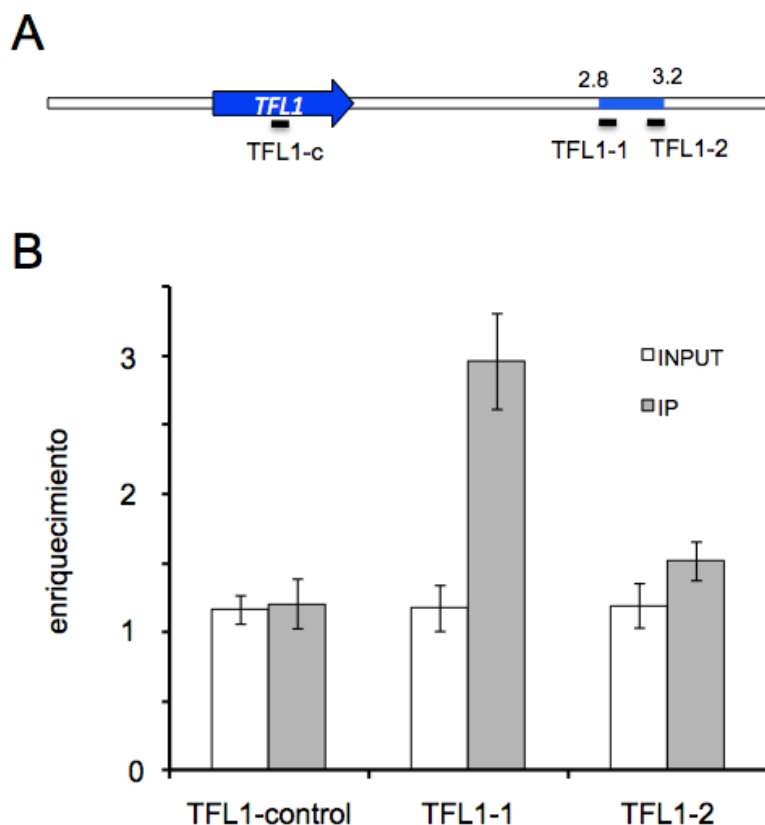 A
2.8
3.2
TFL1
TFL1-c
TFL1-1
TFL1-2
B
enriquecimiento
3
2
1
0
INPUT
IP
TFL1-control
TFL1-1
TFL1-2